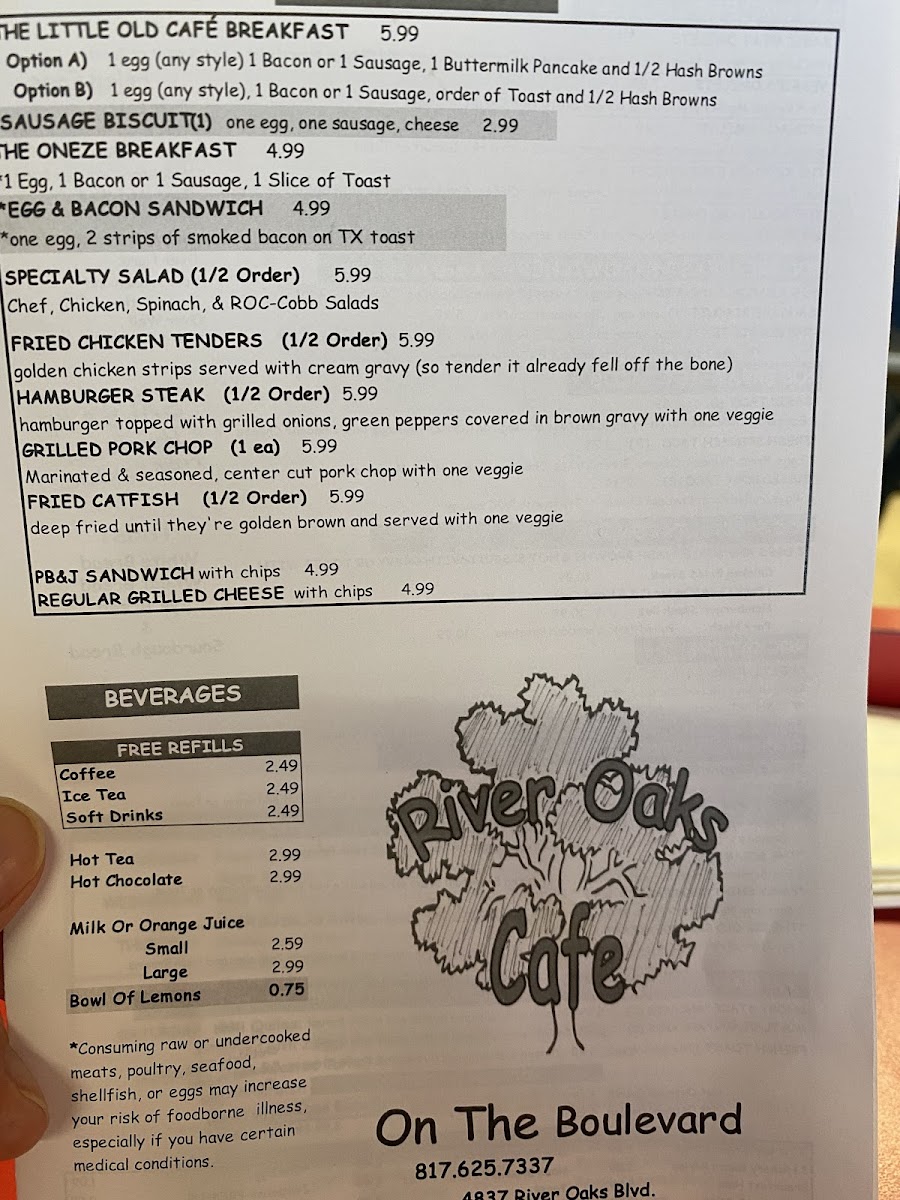 THE LITTLE OLD CAFÉ BREAKFAST 5.99
Option A) 1 egg (any style) 1 Bacon or 1 Sausage, 1 Buttermilk Pancake and 1/2 Hash Browns
Option B) 1 egg (any style), 1 Bacon or 1 Sausage, order of Toast and 1/2 Hash Browns
SAUSAGE BISCUIT(1) one egg, one sausage, cheese 2.99
THE ONEZE BREAKFAST 4.99
*1 Egg, 1 Bacon or 1 Sausage, 1 Slice of Toast
*EGG & BACON SANDWICH 4.99
*one egg, 2 strips of smoked bacon on TX toast
SPECIALTY SALAD (1/2 Order) 5.99
Chef, Chicken, Spinach, & ROC-Cobb Salads
FRIED CHICKEN TENDERS (1/2 Order) 5.99
golden chicken strips served with cream gravy (so tender it already fell off the bone)
HAMBURGER STEAK (1/2 Order) 5.99
hamburger topped with grilled onions, green peppers covered in brown gravy with one veggie
GRILLED PORK CHOP (1 ea) 5.99
Marinated & seasoned, center cut pork chop with one veggie
FRIED CATFISH (1/2 Order) 5.99
deep fried until they're golden brown and served with one veggie
PB&J SANDWICH with chips 4.99
REGULAR GRILLED CHEESE with chips 4.99
BEVERAGES
FREE REFILLS
Coffee 2.49
Ice Tea 2.49
Soft Drinks 2.49
Hot Tea 2.99
Hot Chocolate 2.99
Milk Or Orange Juice
Small 2.59
Large 2.99
Bowl Of Lemons 0.75
*Consuming raw or undercooked
meats, poultry, seafood,
shellfish, or eggs may increase
your risk of foodborne illness,
especially if you have certain
medical conditions.
River Oaks
Cafe
On The Boulevard
817.625.7337
4837 River Oaks Blvd.